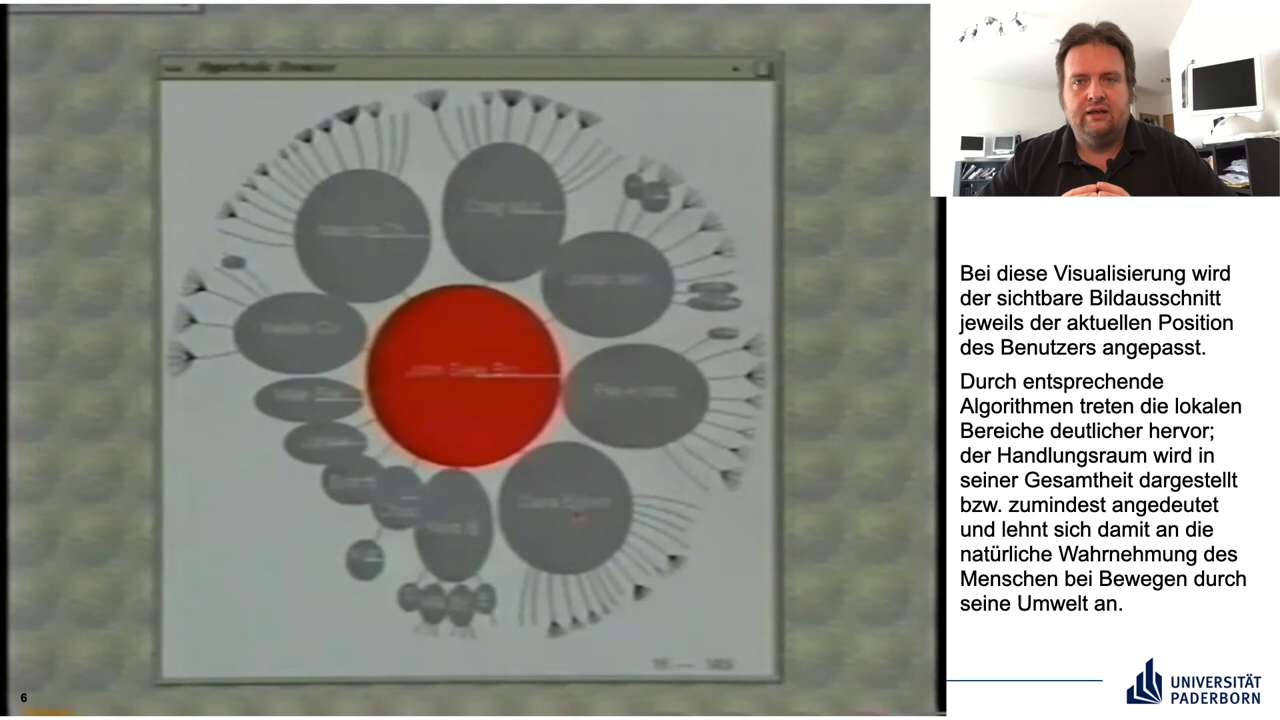 Hyperbolic Browser
Bei diese Visualisierung wird
der sichtbare Bildausschnitt
jeweils der aktuellen Position
des Benutzers angepasst.
Durch entsprechende
Algorithmen treten die lokalen
Bereiche deutlicher hervor;
der Handlungsraum wird in
seiner Gesamtheit dargestellt
bzw. zumindest angedeutet
und lehnt sich damit an die
natürliche Wahrnehmung des
Menschen bei Bewegen durch
seine Umwelt an.
6
UNIVERSITÄT
PADERBORN